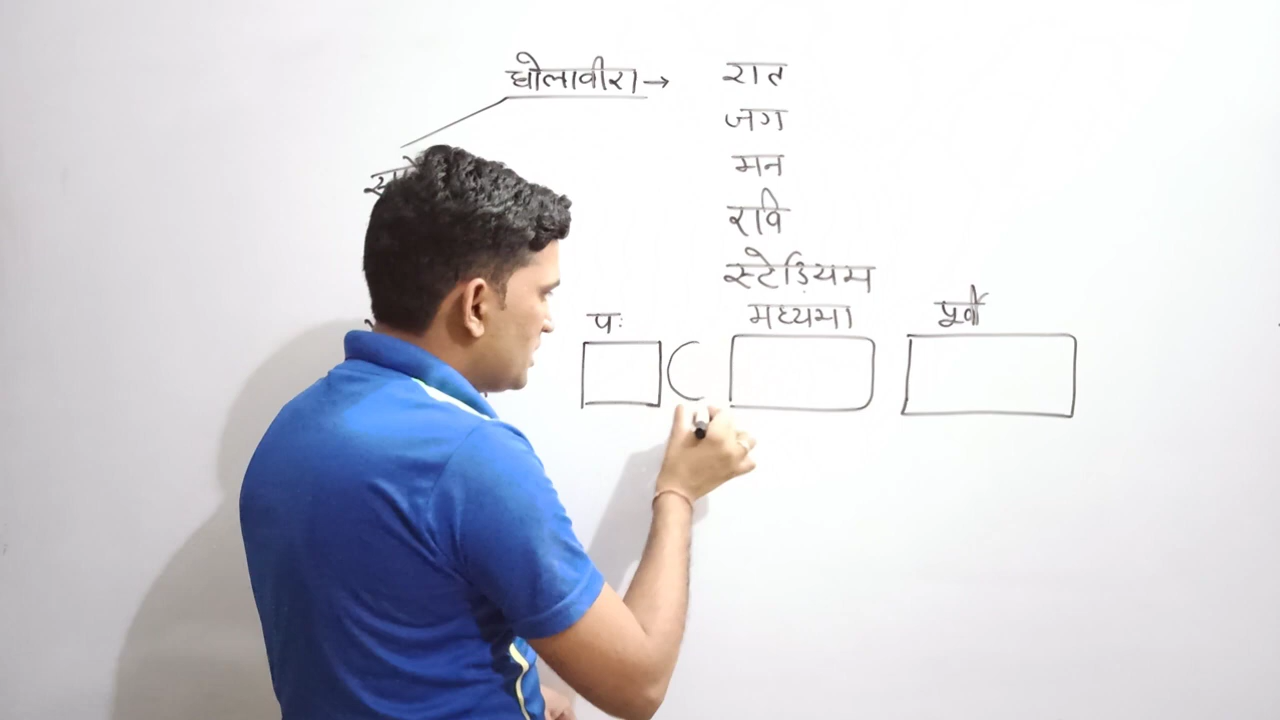 धोलावीरा →
रात
जग
मन
रवि
स्टेडियम
प: मध्यमा पूर्वी